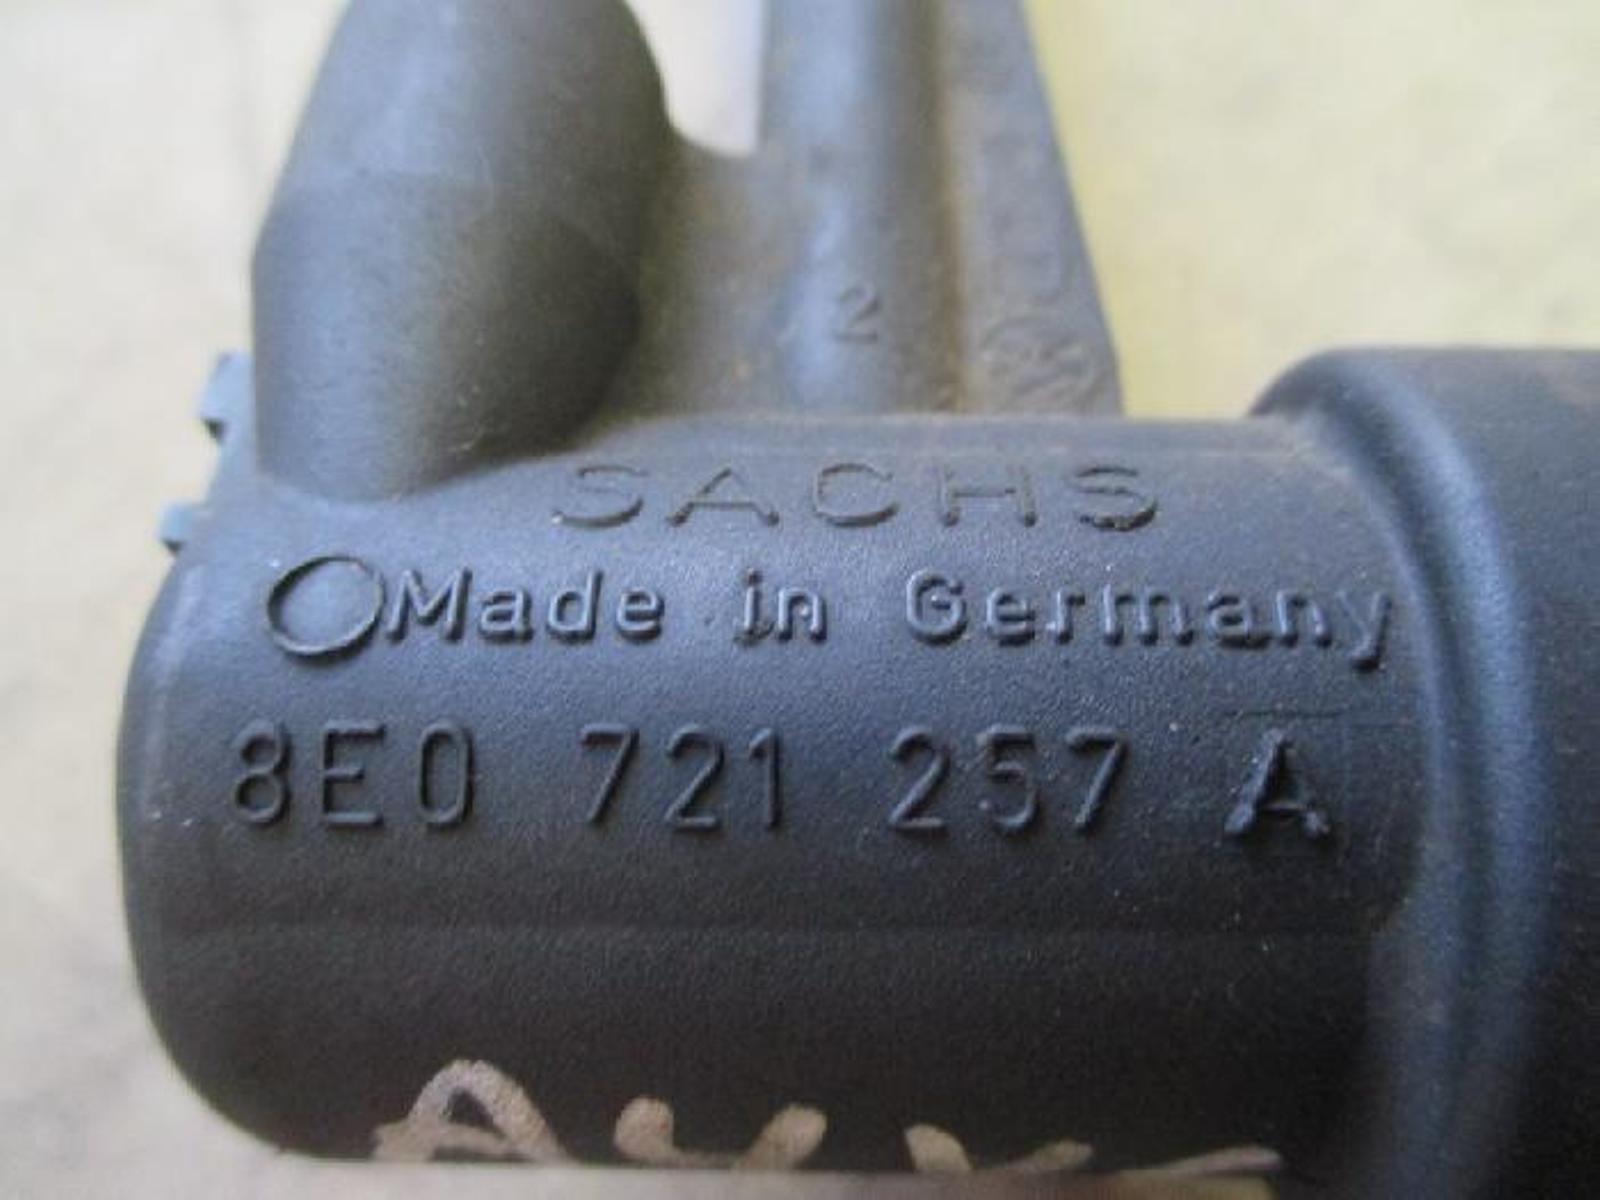 2
SACHS
Made in Germany
8E0 721 257 A